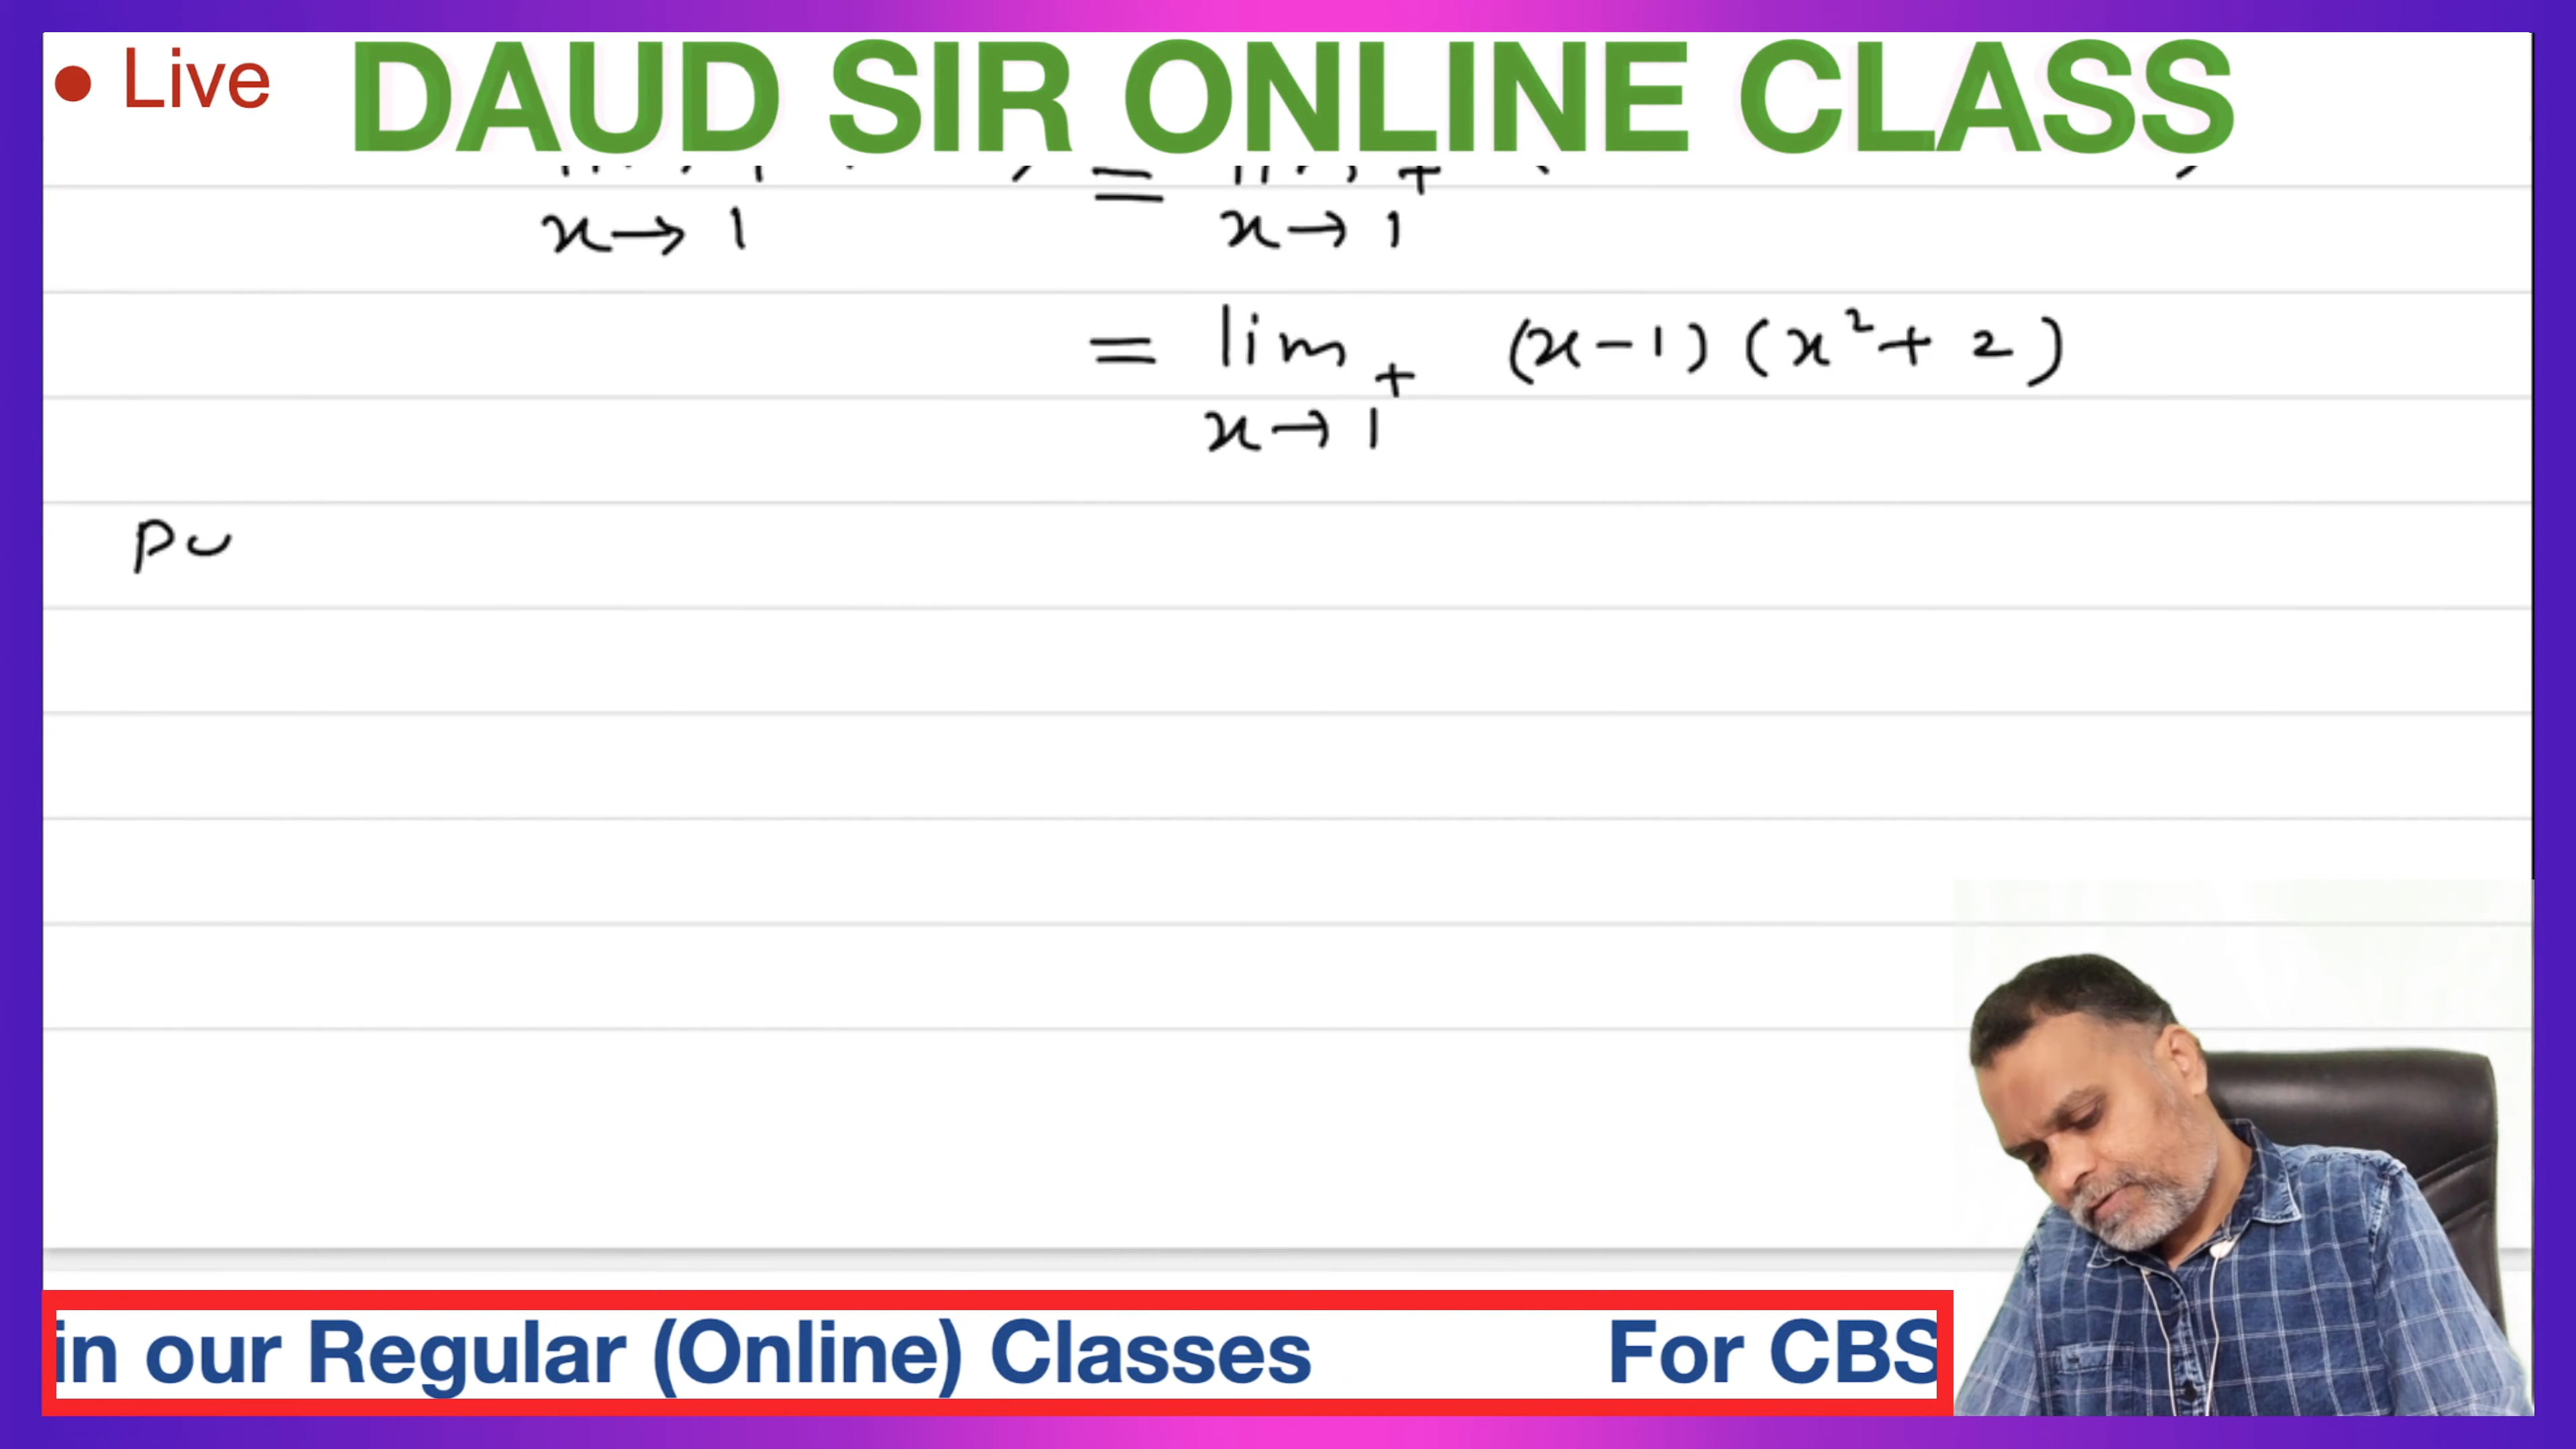 • Live DAUD SIR ONLINE CLASS
x→1 = x→1⁺
= lim (x-1)(x²+2)
x→1⁺
Pu
in our Regular (Online) Classes For CBS